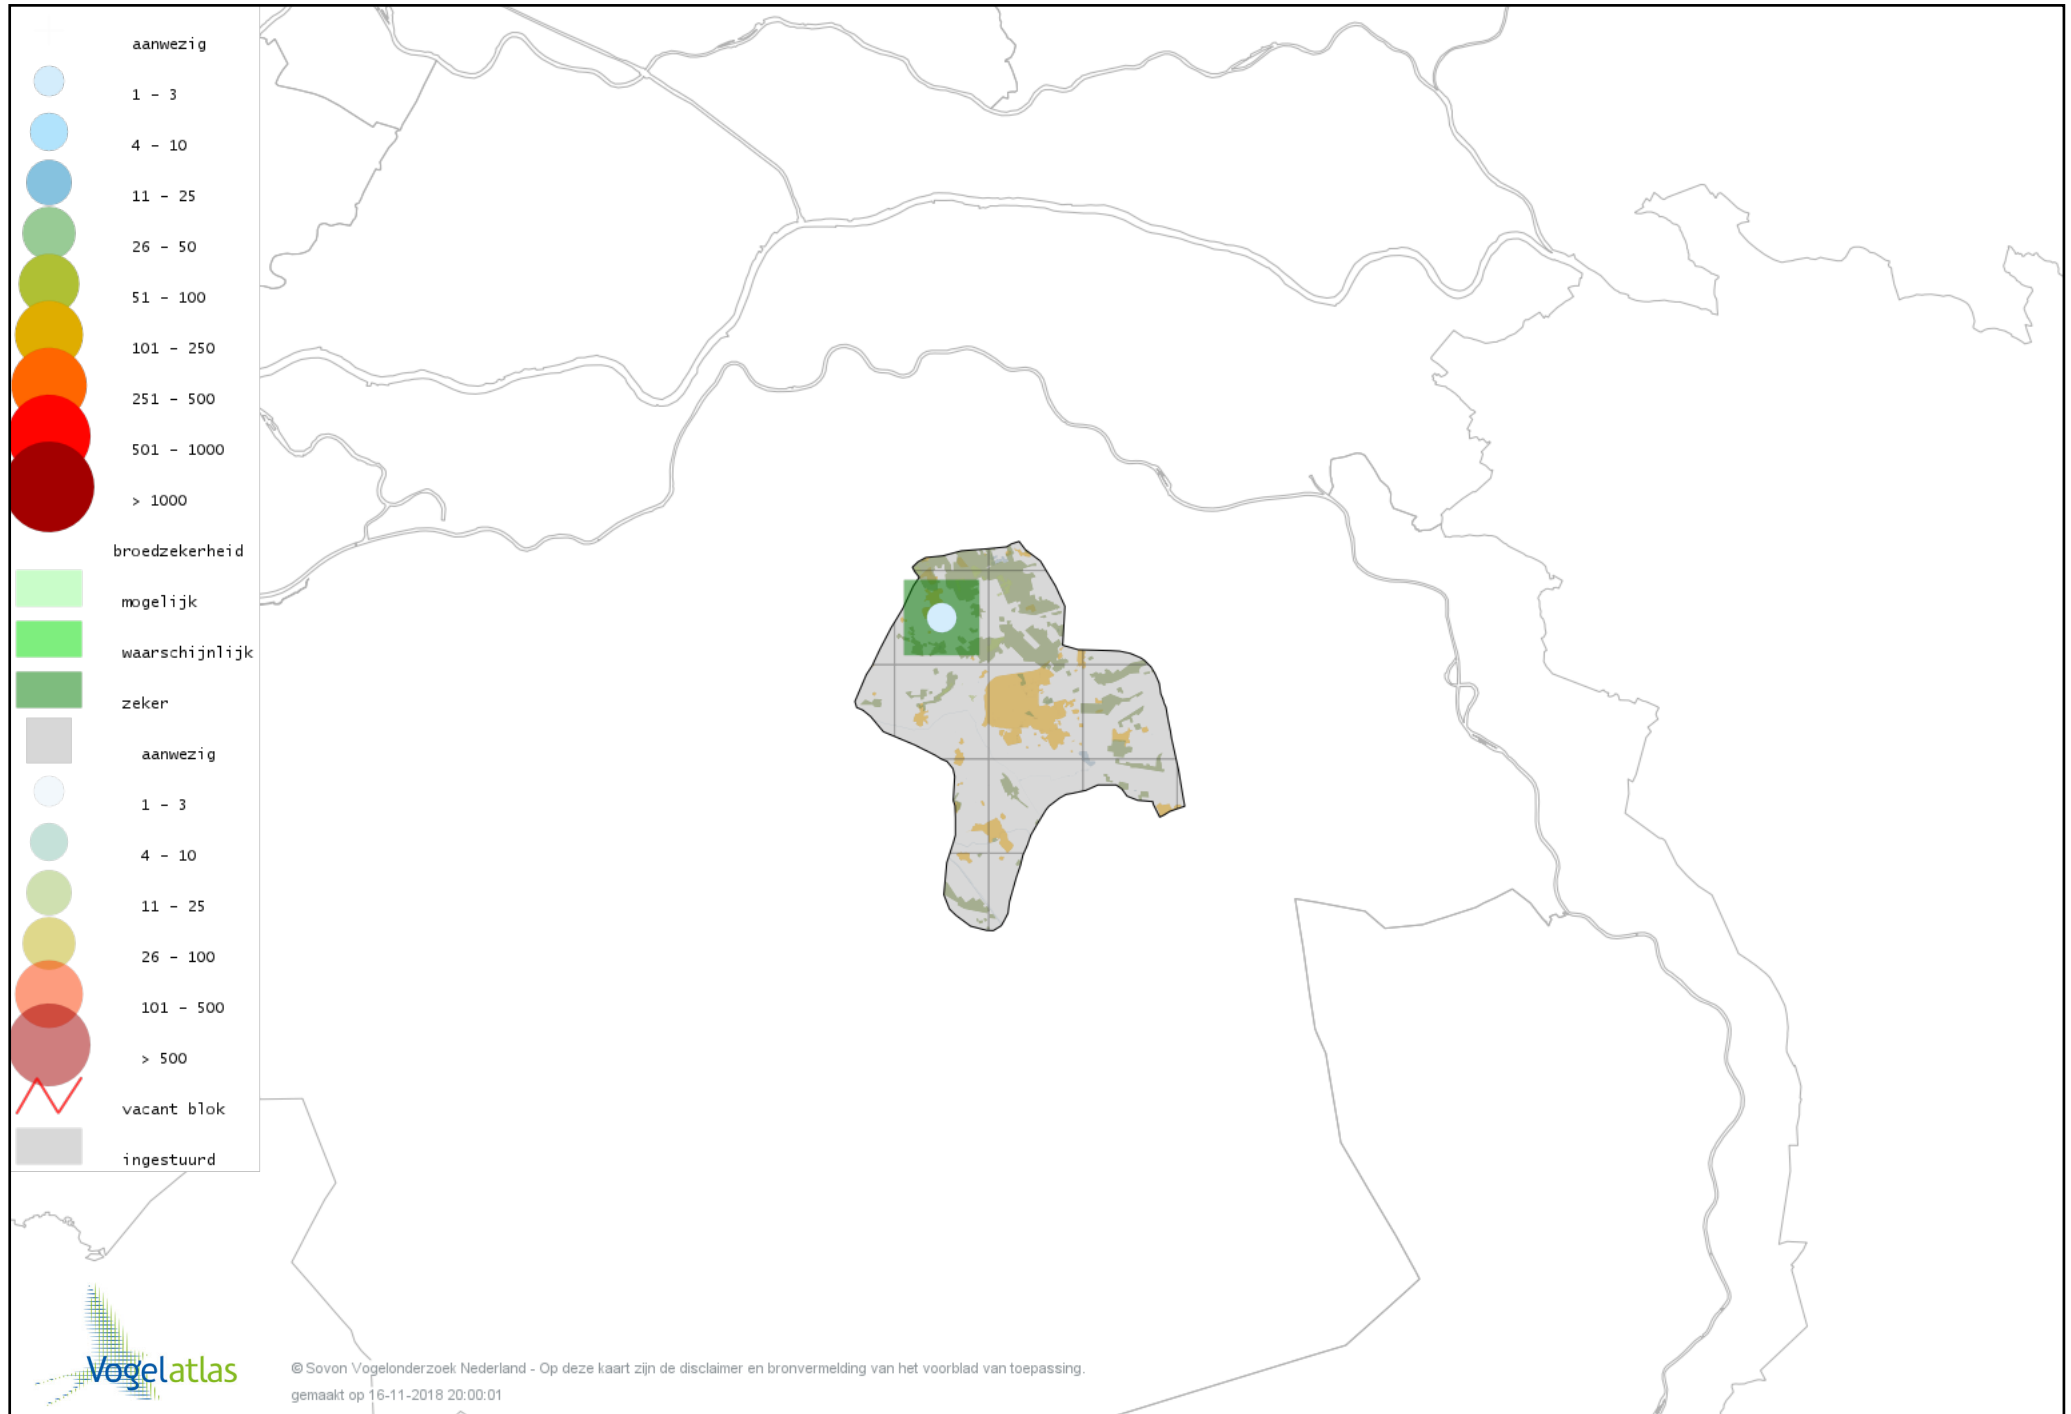 aanwezig
1 - 3
4 - 10
11 - 25
26 - 50
51 - 100
101 - 250
251 - 500
501 - 1000
> 1000
broedzekerheid
mogelijk
waarschijnlijk
zeker
aanwezig
1 - 3
4 - 10
11 - 25
26 - 100
101 - 500
> 500
vacant blok
ingestuurd
Vogelatlas
© Sovon Vogelonderzoek Nederland - Op deze kaart zijn de disclaimer en bronvermelding van het voorblad van toepassing.
gemaakt op 16-11-2018 20:00:01